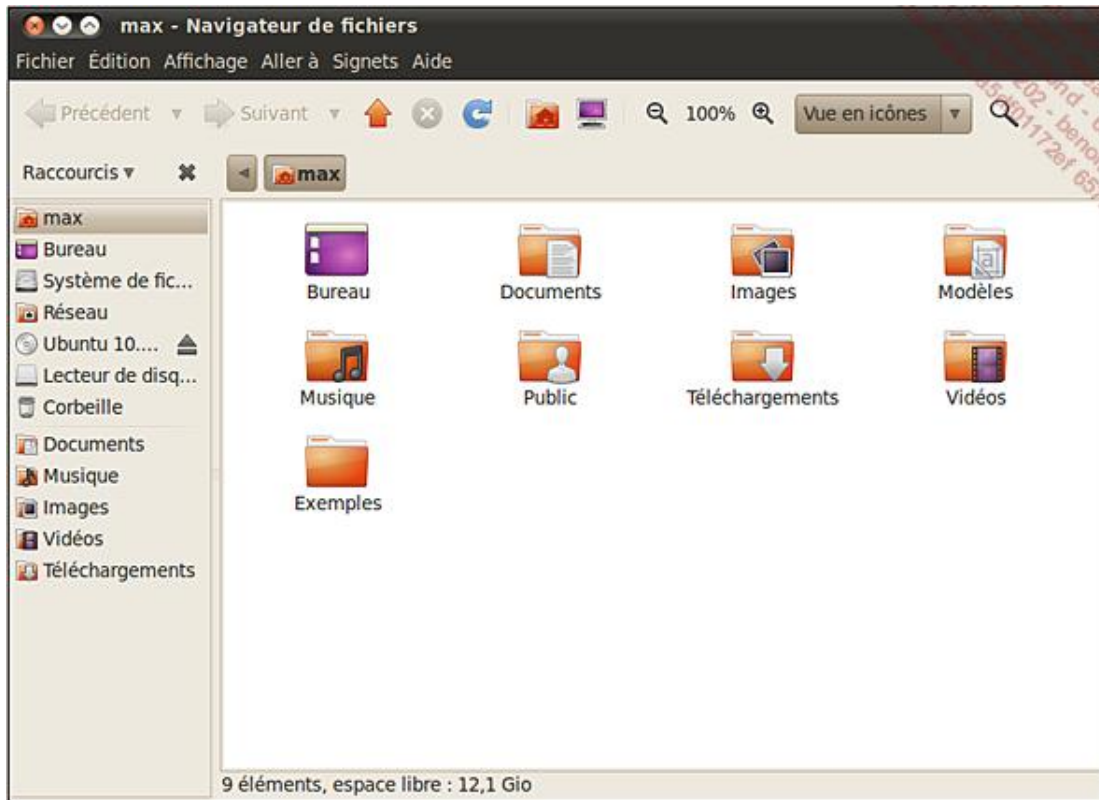 max - Navigateur de fichiers
Fichier Édition Affichage Aller à Signets Aide
Précédent Suivant 100% Vue en icônes
Raccourcis max
max
Bureau
Système de fic...
Réseau
Ubuntu 10....
Lecteur de disq...
Corbeille
Documents
Musique
Images
Vidéos
Téléchargements
Bureau Documents Images Modèles
Musique Public Téléchargements Vidéos
Exemples
9 éléments, espace libre : 12,1 Gio